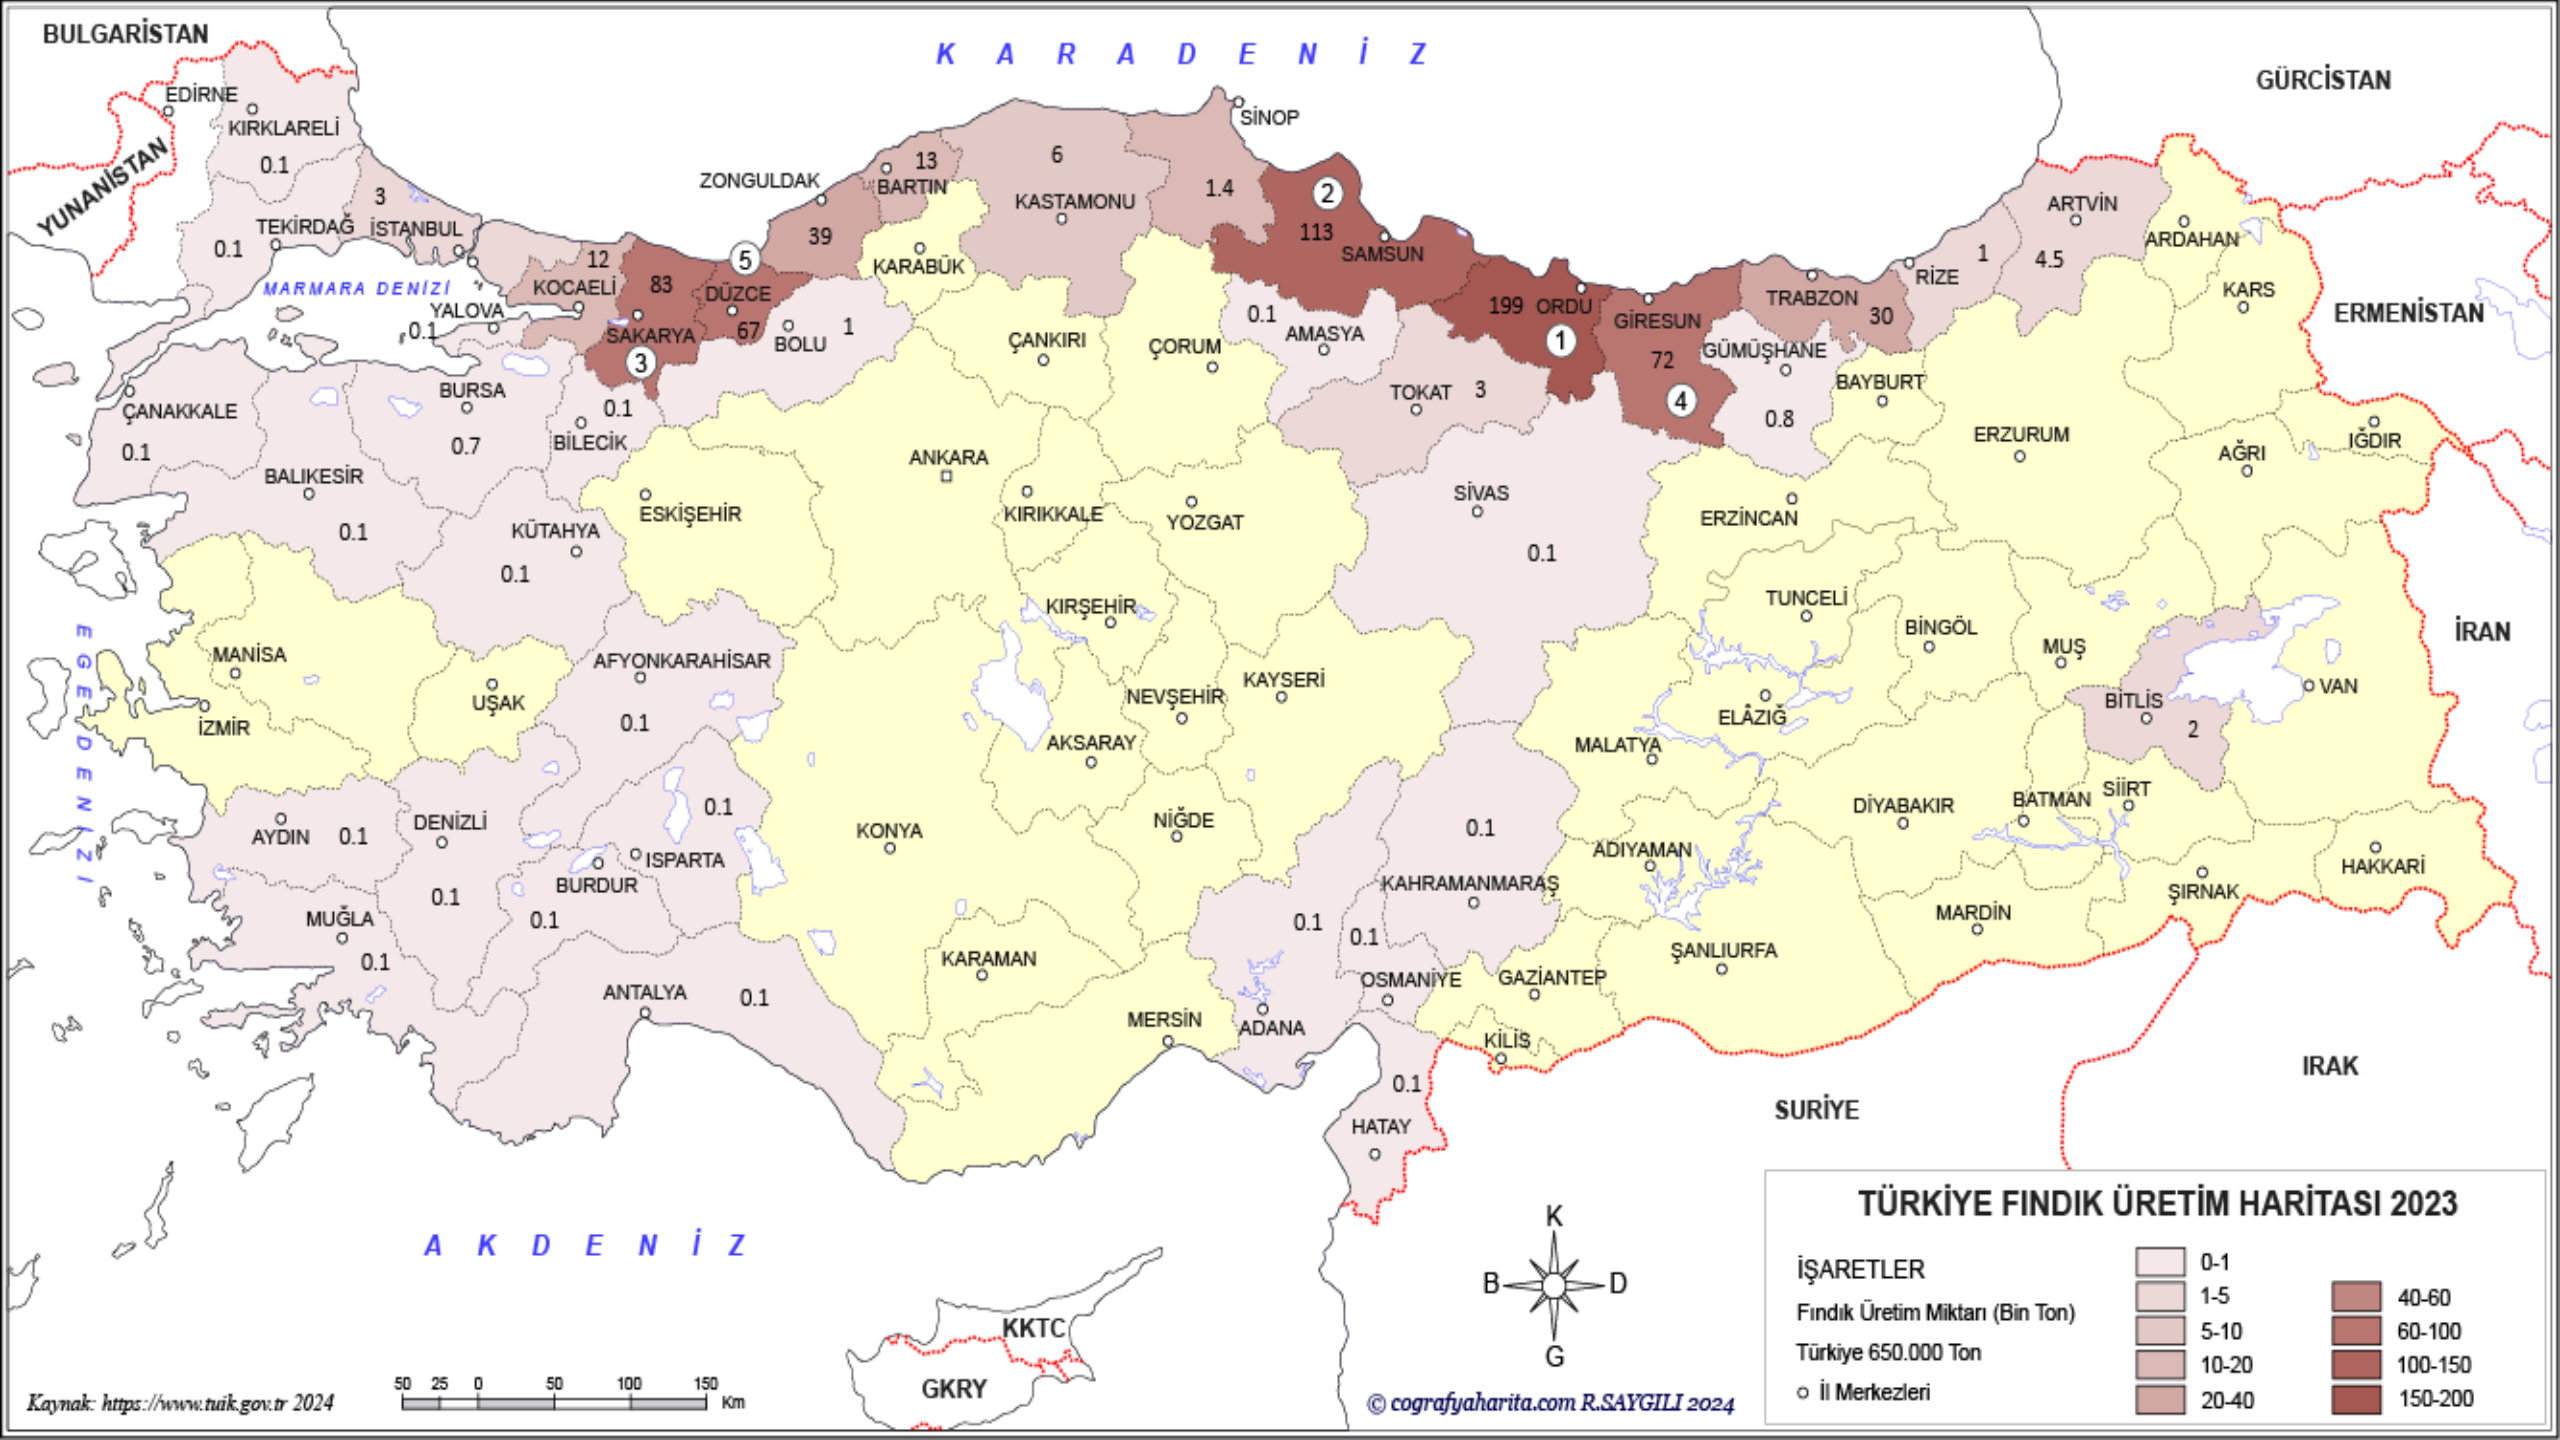 BULGARİSTAN
K A R A D E N İ Z
GÜRCİSTAN
EDİRNE
KIRKLARELİ
0.1
YUNANİSTAN
SİNOP
ZONGULDAK
13
BARTIN
6
KASTAMONU
1.4
2
113
SAMSUN
ARTVİN
4.5
ARDAHAN
3
TEKİRDAĞ
İSTANBUL
0.1
39
KARABÜK
12
KOCAELİ
83
5
DÜZCE
67
SAKARYA
3
MARMARA DENİZİ
YALOVA
0.1
BOLU
1
ÇANKIRI
ÇORUM
0.1
AMASYA
199
ORDU
1
GİRESUN
72
4
TRABZON
30
RİZE
1
GÜMÜŞHANE
0.8
BAYBURT
KARS
ERMENİSTAN
ÇANAKKALE
0.1
BURSA
0.7
0.1
BİLECİK
TOKAT
3
ERZURUM
AĞRI
IĞDIR
BALIKESİR
0.1
ANKARA
KIRIKKALE
YOZGAT
SİVAS
0.1
ERZİNCAN
ESKİŞEHİR
KÜTAHYA
0.1
KIRŞEHİR
TUNCELİ
BİNGÖL
MUŞ
İRAN
EGE DENİZİ
MANİSA
UŞAK
İZMİR
AFYONKARAHİSAR
0.1
NEVŞEHİR
KAYSERİ
AKSARAY
MALATYA
ELÂZIĞ
BİTLİS
2
VAN
AYDIN
0.1
DENİZLİ
0.1
0.1
ISPARTA
BURDUR
0.1
KONYA
NİĞDE
0.1
KAHRAMANMARAŞ
ADIYAMAN
DİYABAKIR
BATMAN
SİİRT
ŞIRNAK
HAKKARİ
MUĞLA
0.1
ANTALYA
0.1
KARAMAN
MERSİN
0.1
ADANA
0.1
OSMANİYE
GAZİANTEP
KİLİS
ŞANLIURFA
MARDİN
0.1
HATAY
SURİYE
IRAK
A K D E N İ Z
KKTC
GKRY
K
B
D
G
TÜRKİYE FINDIK ÜRETİM HARİTASI 2023
İŞARETLER
Fındık Üretim Miktarı (Bin Ton)
Türkiye 650.000 Ton
İl Merkezleri
0-1
1-5
5-10
10-20
20-40
40-60
60-100
100-150
150-200
Kaynak: https://www.tuik.gov.tr 2024
50 25 0 50 100 150
Km
© cografyaharita.com R.SAYGILI 2024